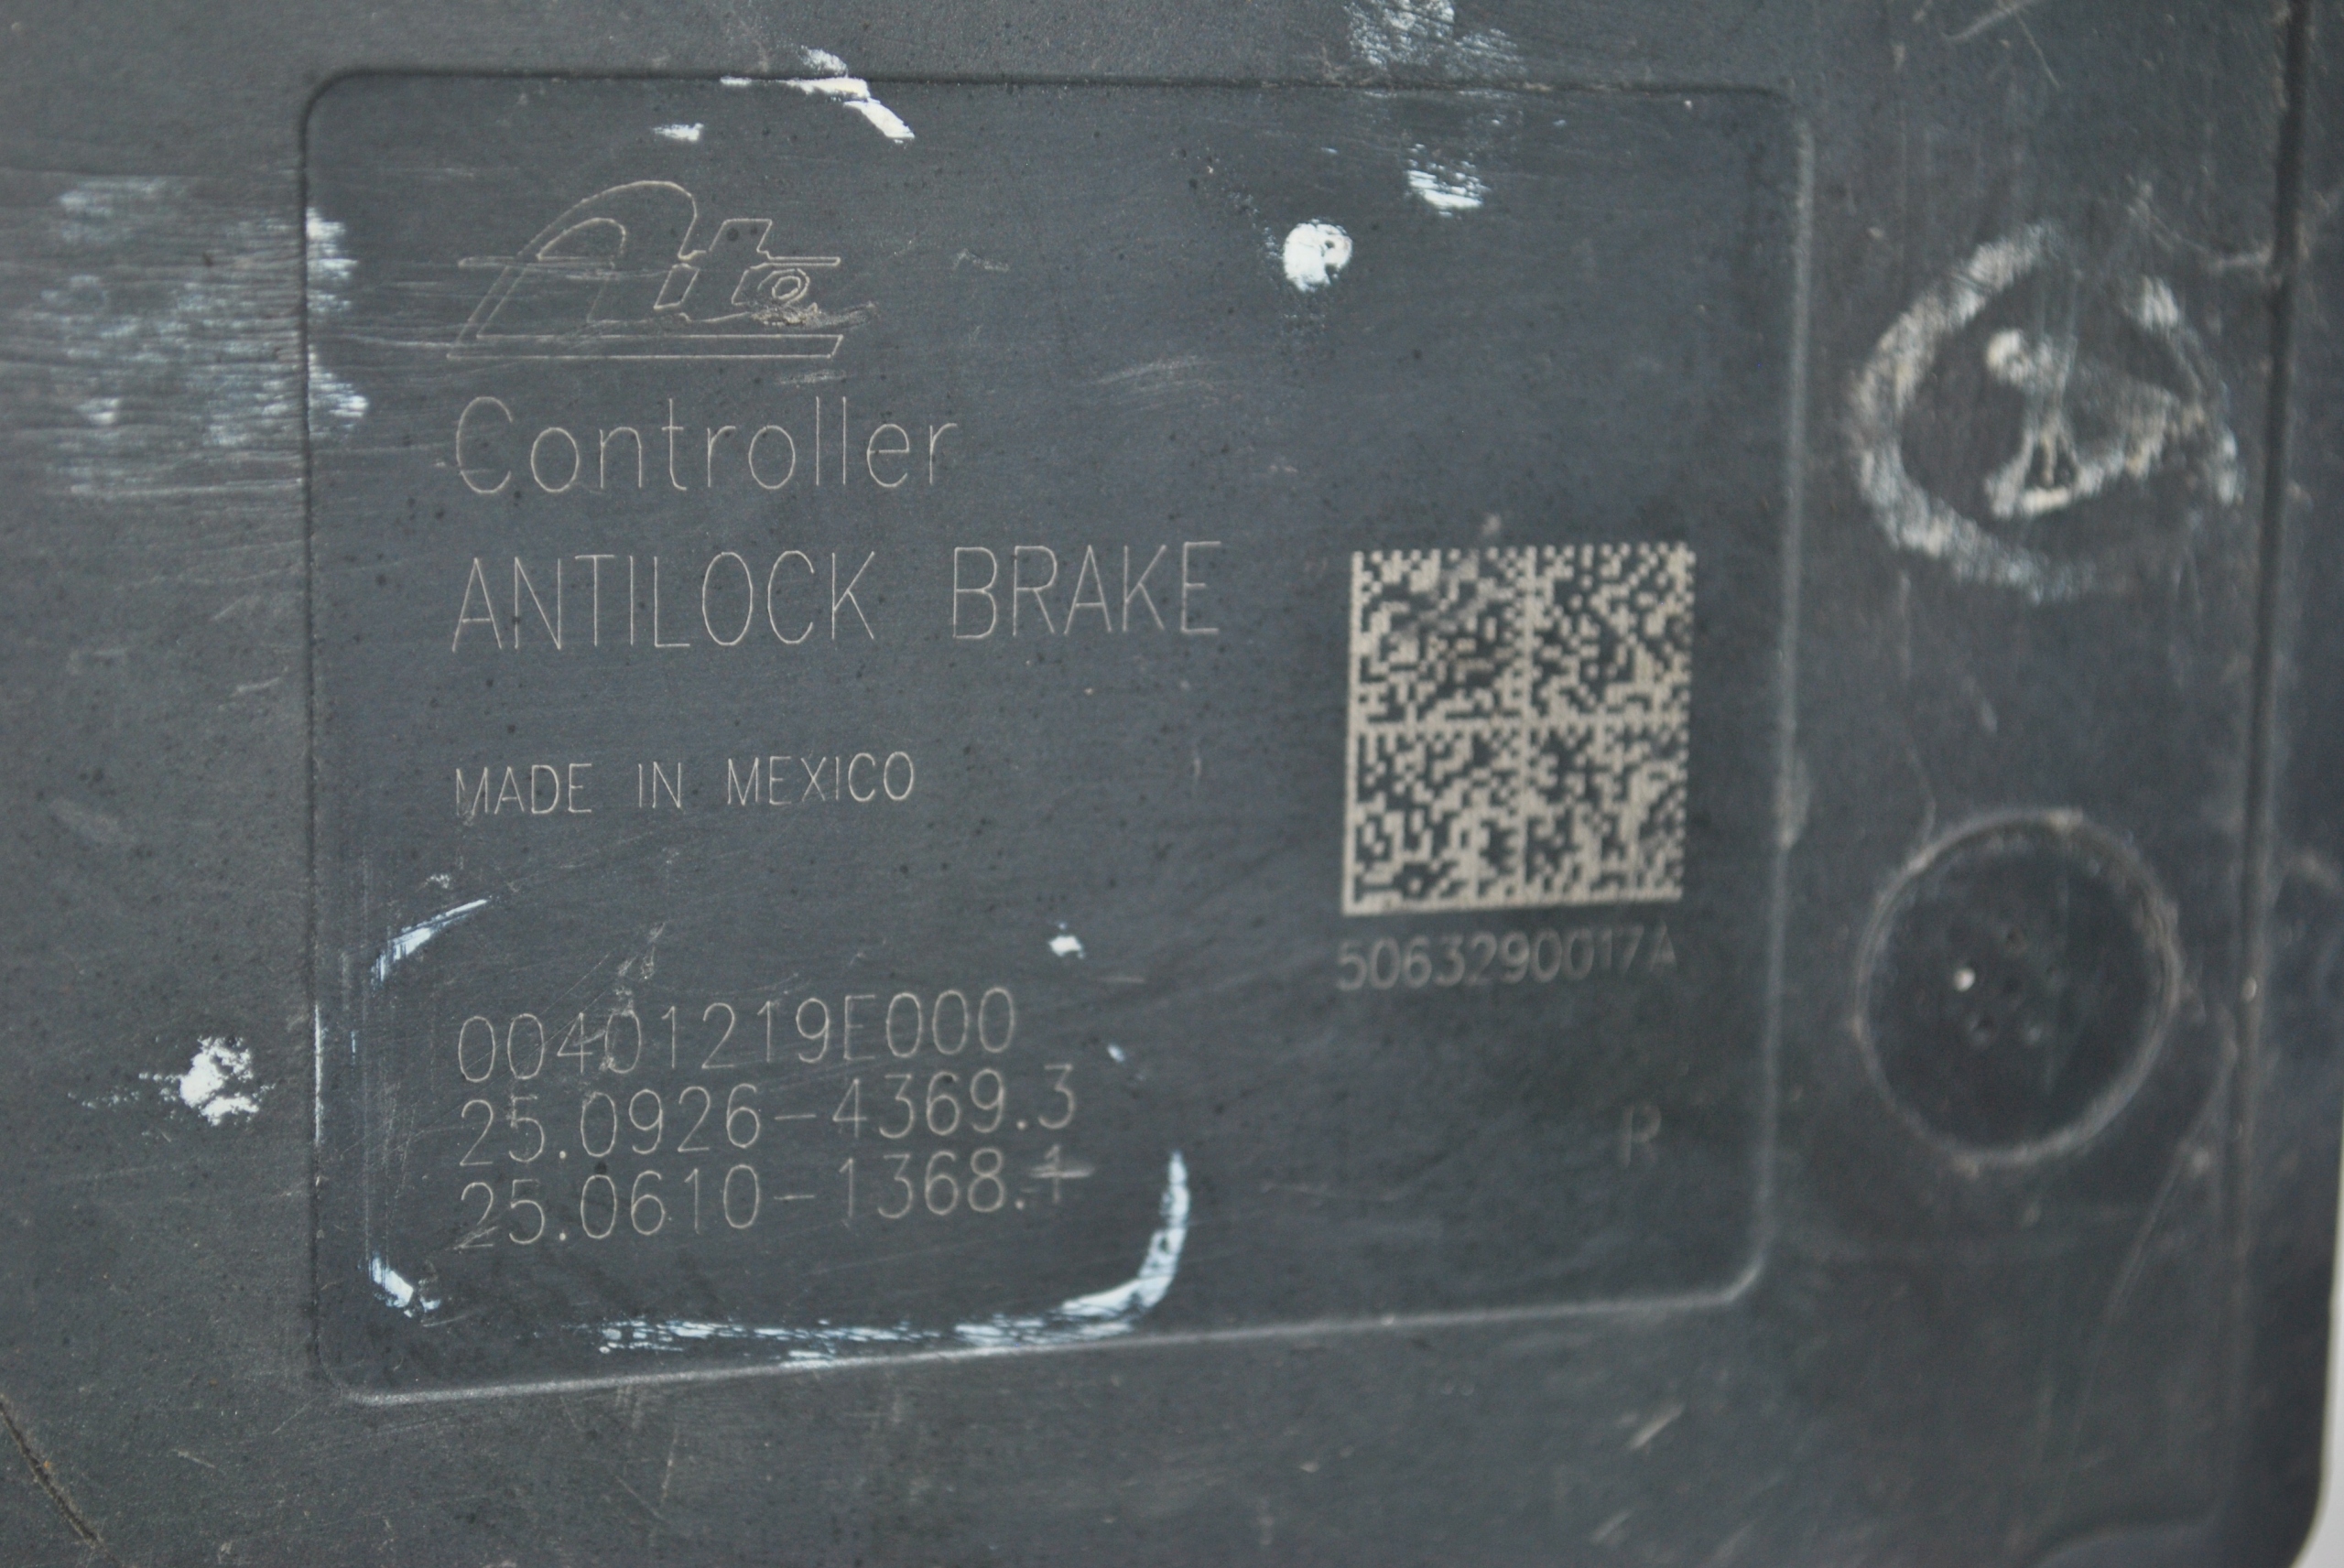 Ate
Controller
ANTILOCK BRAKE
MADE IN MEXICO
5063290017A
00401219E000
25.0926-4369.3
25.0610-1368.1
R